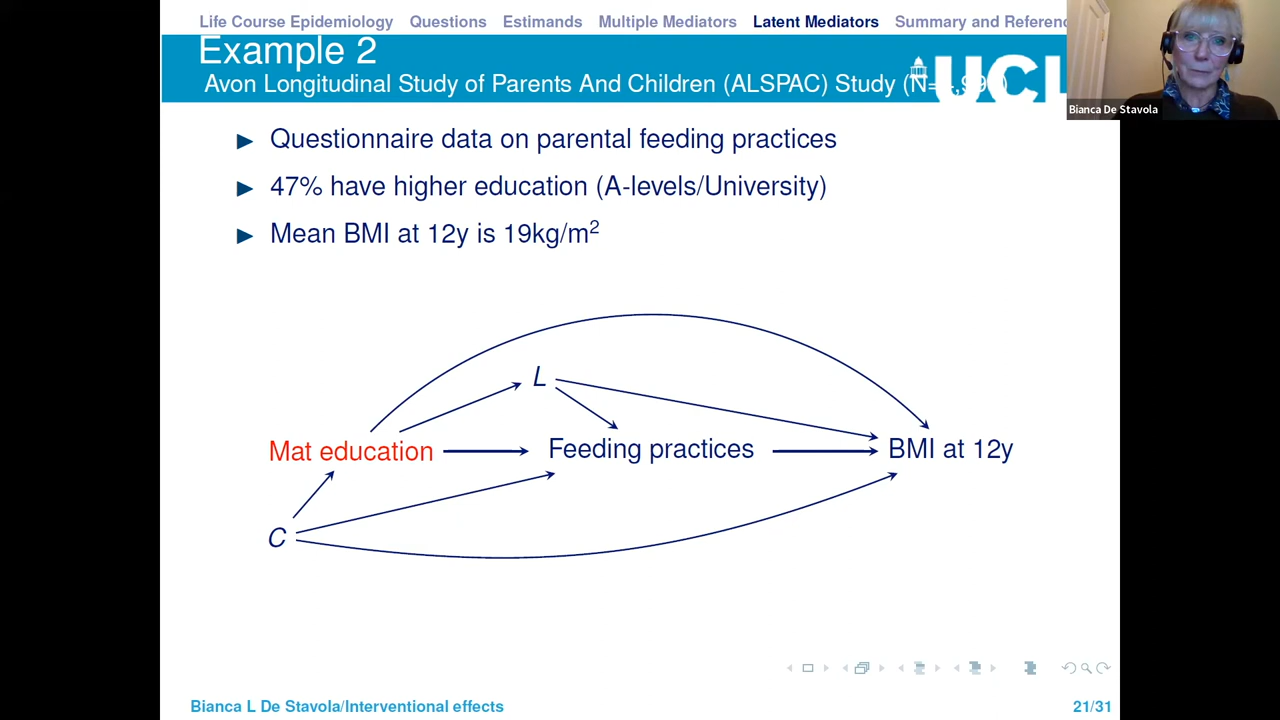 Life Course Epidemiology Questions Estimands Multiple Mediators Latent Mediators Summary and Referenc
Example 2
Avon Longitudinal Study of Parents And Children (ALSPAC) Study
UCL
Bianca De Stavola
► Questionnaire data on parental feeding practices
► 47% have higher education (A-levels/University)
► Mean BMI at 12y is 19kg/m²
L
Mat education
Feeding practices
BMI at 12y
C
Bianca L De Stavola/Interventional effects
21/31